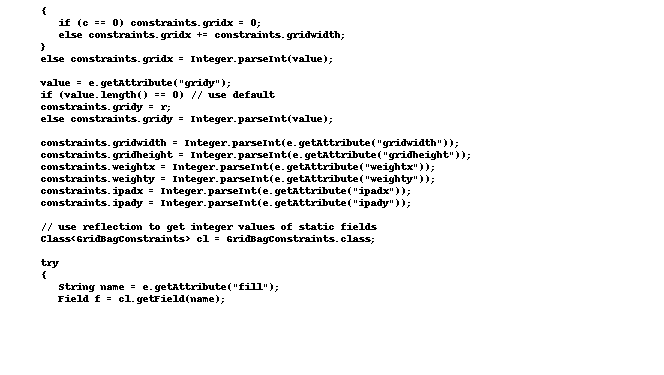 {
if (c == 0) constraints.gridx = 0;
else constraints.gridx += constraints.gridwidth;
}
else constraints.gridx = Integer.parseInt(value);
value = e.getAttribute("gridy");
if (value.length() == 0) // use default
constraints.gridy = r;
else constraints.gridy = Integer.parseInt(value);
constraints.gridwidth = Integer.parseInt(e.getAttribute("gridwidth"));
constraints.gridheight = Integer.parseInt(e.getAttribute("gridheight"));
constraints.weightx = Integer.parseInt(e.getAttribute("weightx"));
constraints.weighty = Integer.parseInt(e.getAttribute("weighty"));
constraints.ipadx = Integer.parseInt(e.getAttribute("ipadx"));
constraints.ipady = Integer.parseInt(e.getAttribute("ipady"));
// use reflection to get integer values of static fields
Class<GridBagConstraints> cl = GridBagConstraints.class;
try
{
String name = e.getAttribute("fill");
Field f = cl.getField(name);